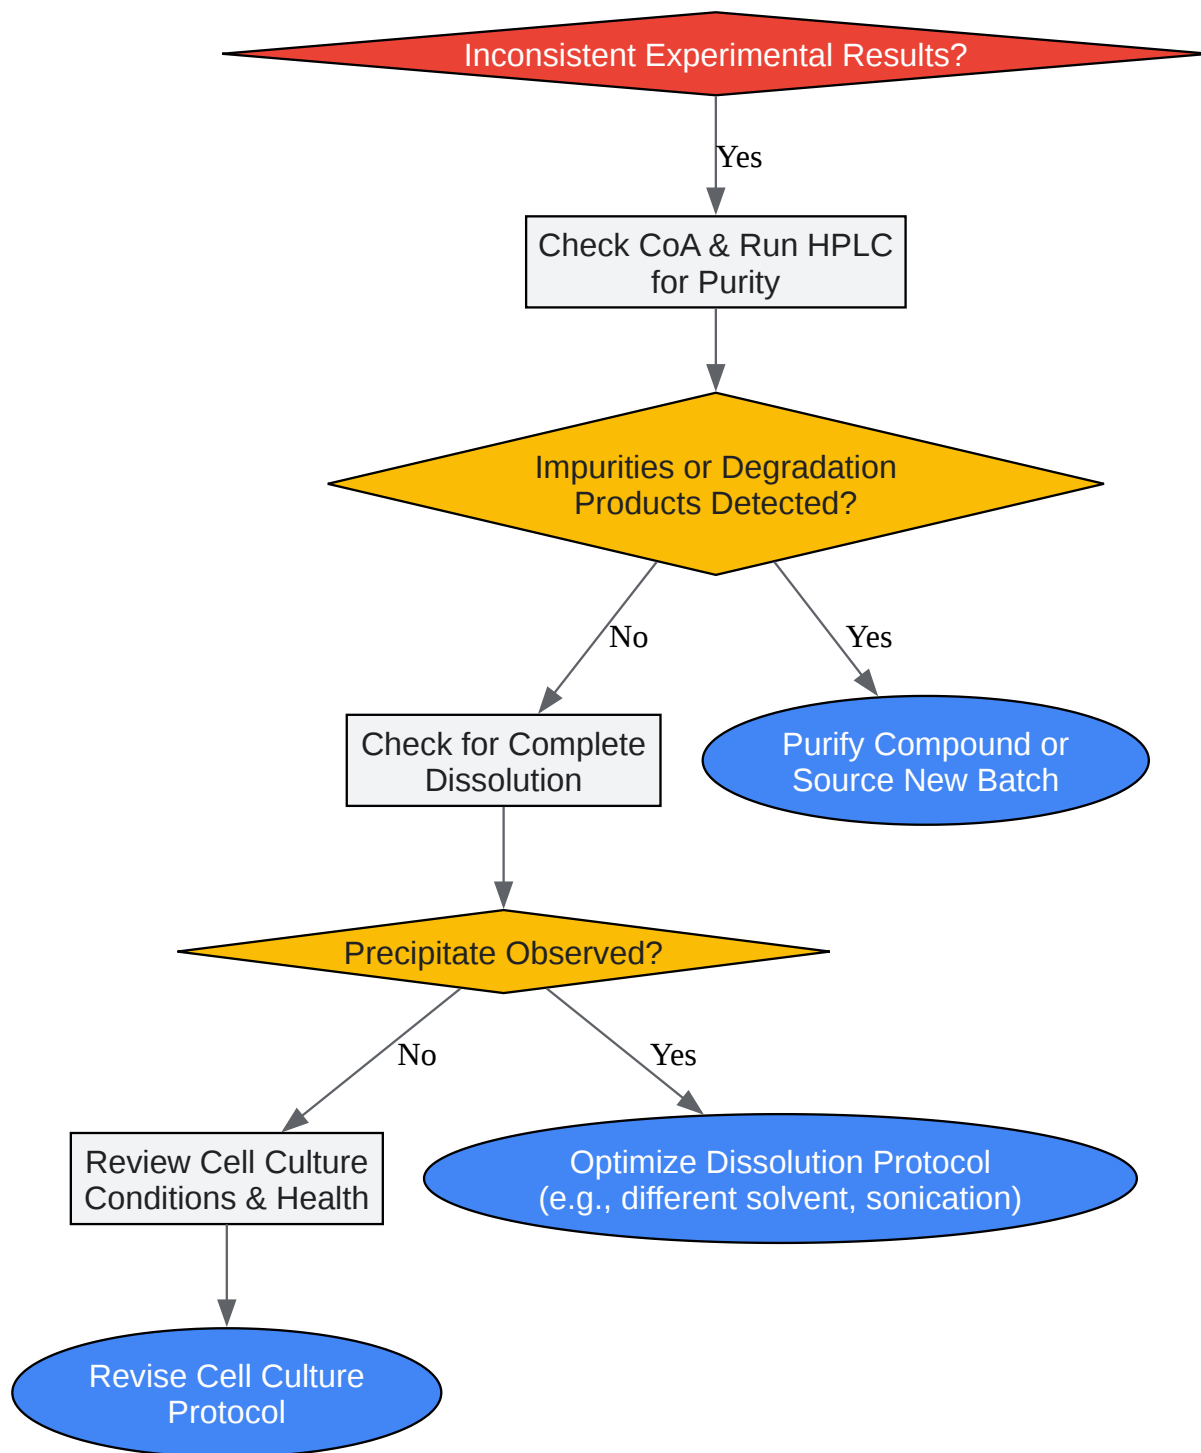 Inconsistent Experimental Results?
Yes
Check CoA & Run HPLC
for Purity
Impurities or Degradation
Products Detected?
No
Yes
Check for Complete
Dissolution
Purify Compound or
Source New Batch
Precipitate Observed?
No
Yes
Review Cell Culture
Conditions & Health
Optimize Dissolution Protocol
(e.g., different solvent, sonication)
Revise Cell Culture
Protocol